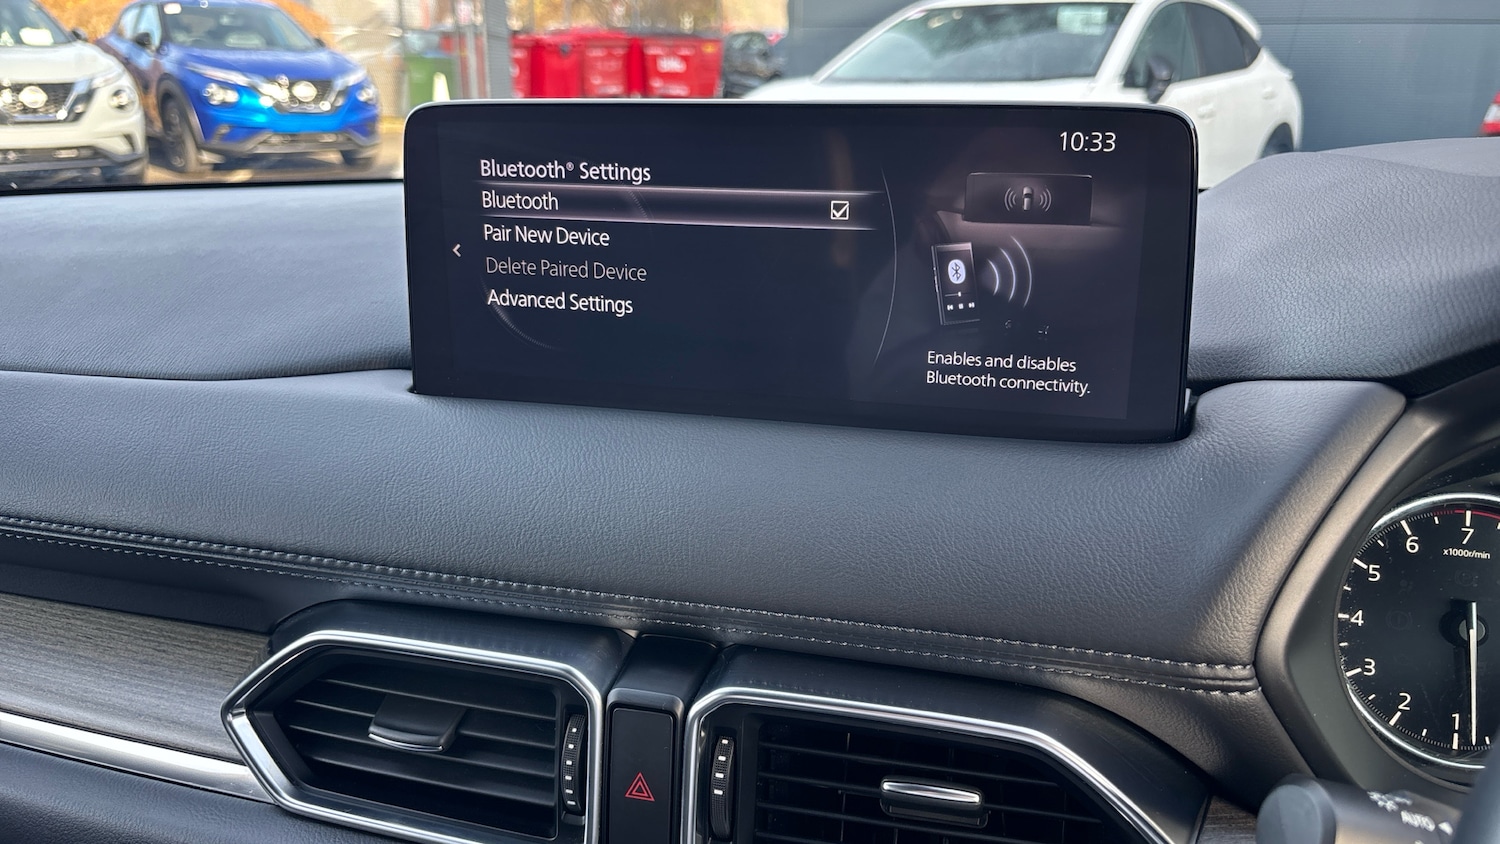 10:33
Bluetooth® Settings
Bluetooth
Pair New Device
Delete Paired Device
Advanced Settings
Enables and disables
Bluetooth connectivity.
7
6
x1000r/min
5
4
3
2
1
AUTO